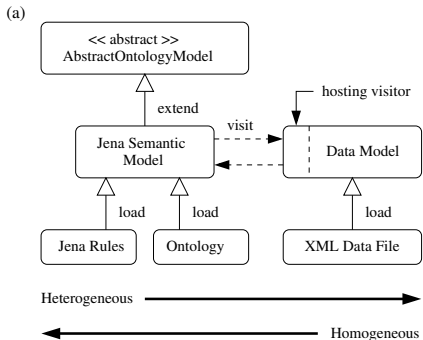 (a)
<< abstract >>
AbstractOntologyModel
extend
hosting visitor
visit
Jena Semantic
Model
Data Model
load
load
load
Jena Rules
Ontology
XML Data File
Heterogeneous
Homogeneous